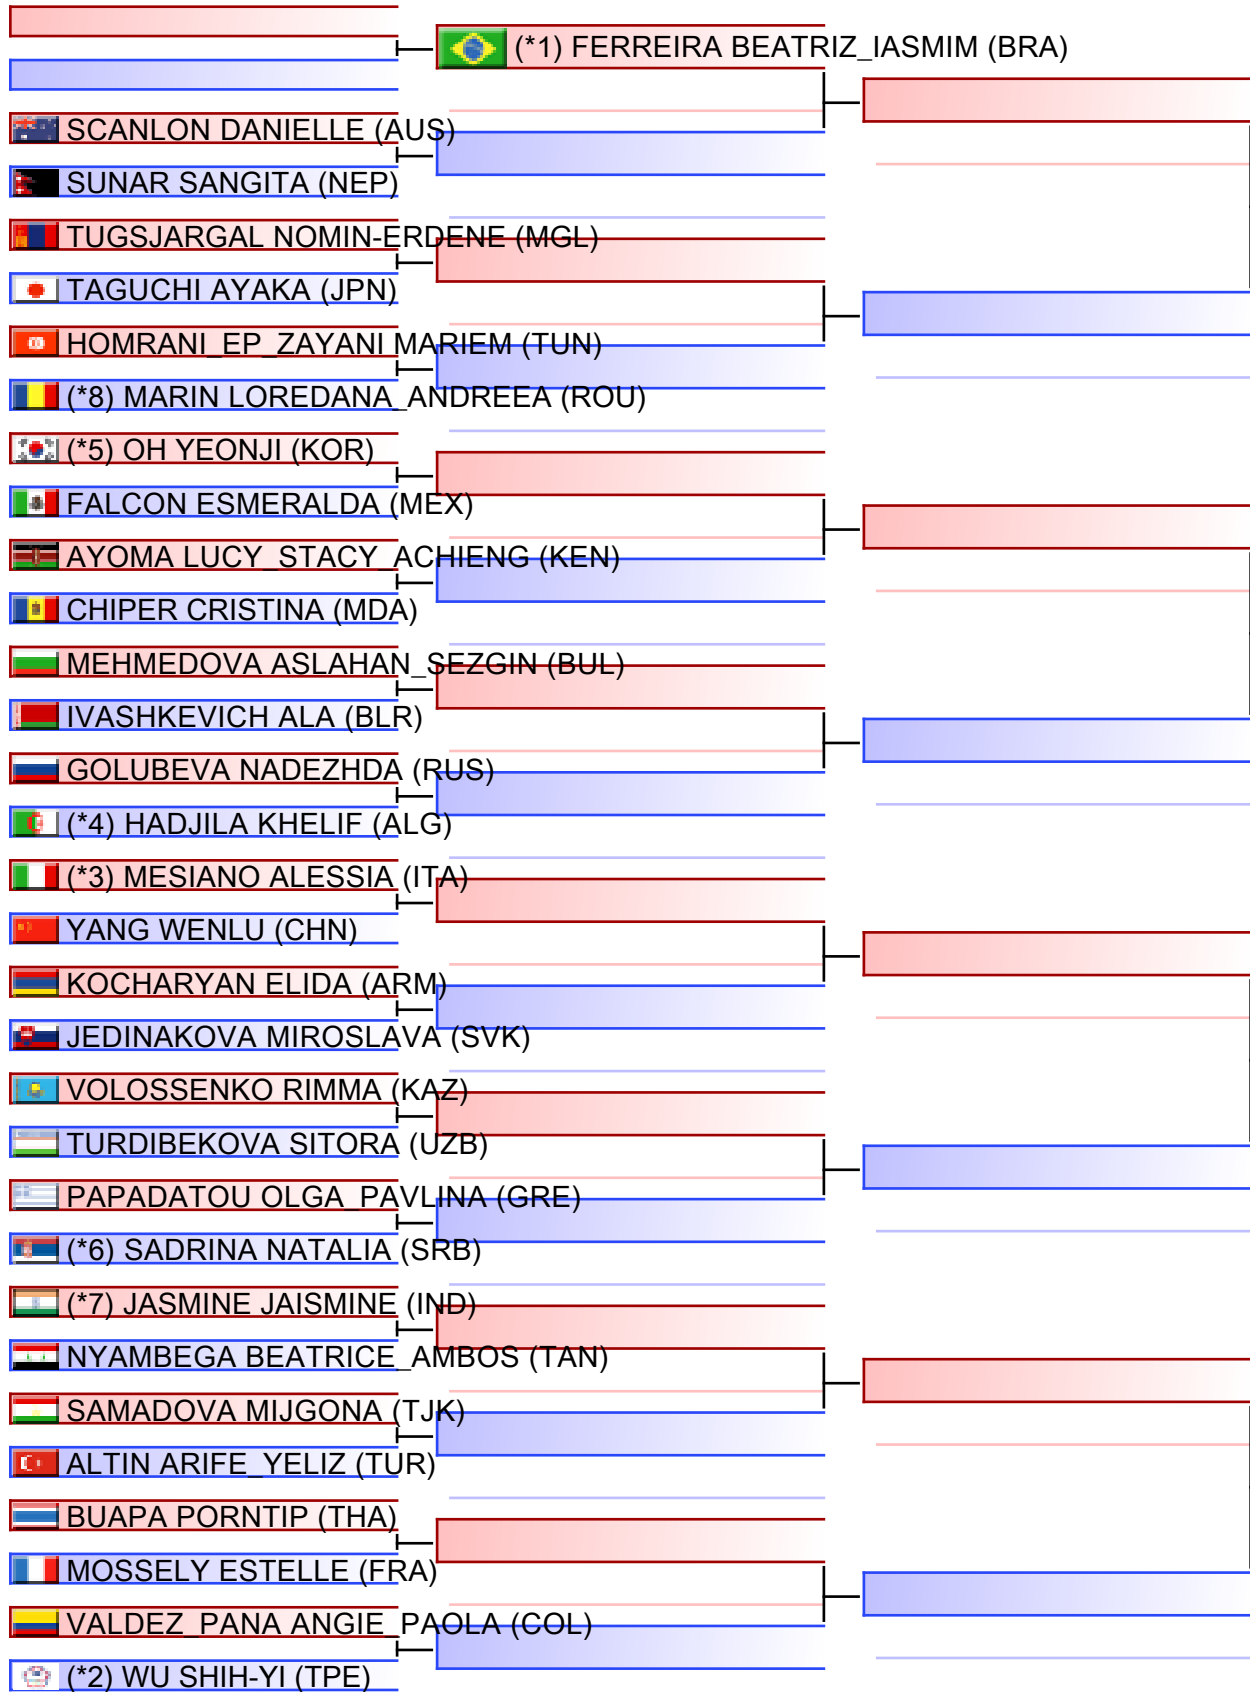 (*1) FERREIRA BEATRIZ_IASMIM (BRA)
SCANLON DANIELLE (AUS)
SUNAR SANGITA (NEP)
TUGSJARGAL NOMIN-ERDENE (MGL)
TAGUCHI AYAKA (JPN)
HOMRANI_EP_ZAYANI MARIEM (TUN)
(*8) MARIN LOREDANA_ANDREEA (ROU)
(*5) OH YEONJI (KOR)
FALCON ESMERALDA (MEX)
AYOMA LUCY_STACY_ACHIENG (KEN)
CHIPER CRISTINA (MDA)
MEHMEDOVA ASLAHAN_SEZGIN (BUL)
IVASHKEVICH ALA (BLR)
GOLUBEVA NADEZHDA (RUS)
(*4) HADJILA KHELIF (ALG)
(*3) MESIANO ALESSIA (ITA)
YANG WENLU (CHN)
KOCHARYAN ELIDA (ARM)
JEDINAKOVA MIROSLAVA (SVK)
VOLOSSENKO RIMMA (KAZ)
TURDIBEKOVA SITORA (UZB)
PAPADATOU OLGA_PAVLINA (GRE)
(*6) SADRINA NATALIA (SRB)
(*7) JASMINE JAISMINE (IND)
NYAMBEGA BEATRICE_AMBOS (TAN)
SAMADOVA MIJGONA (TJK)
ALTIN ARIFE_YELIZ (TUR)
BUAPA PORNTIP (THA)
MOSSELY ESTELLE (FRA)
VALDEZ_PANA ANGIE_PAOLA (COL)
(*2) WU SHIH-YI (TPE)